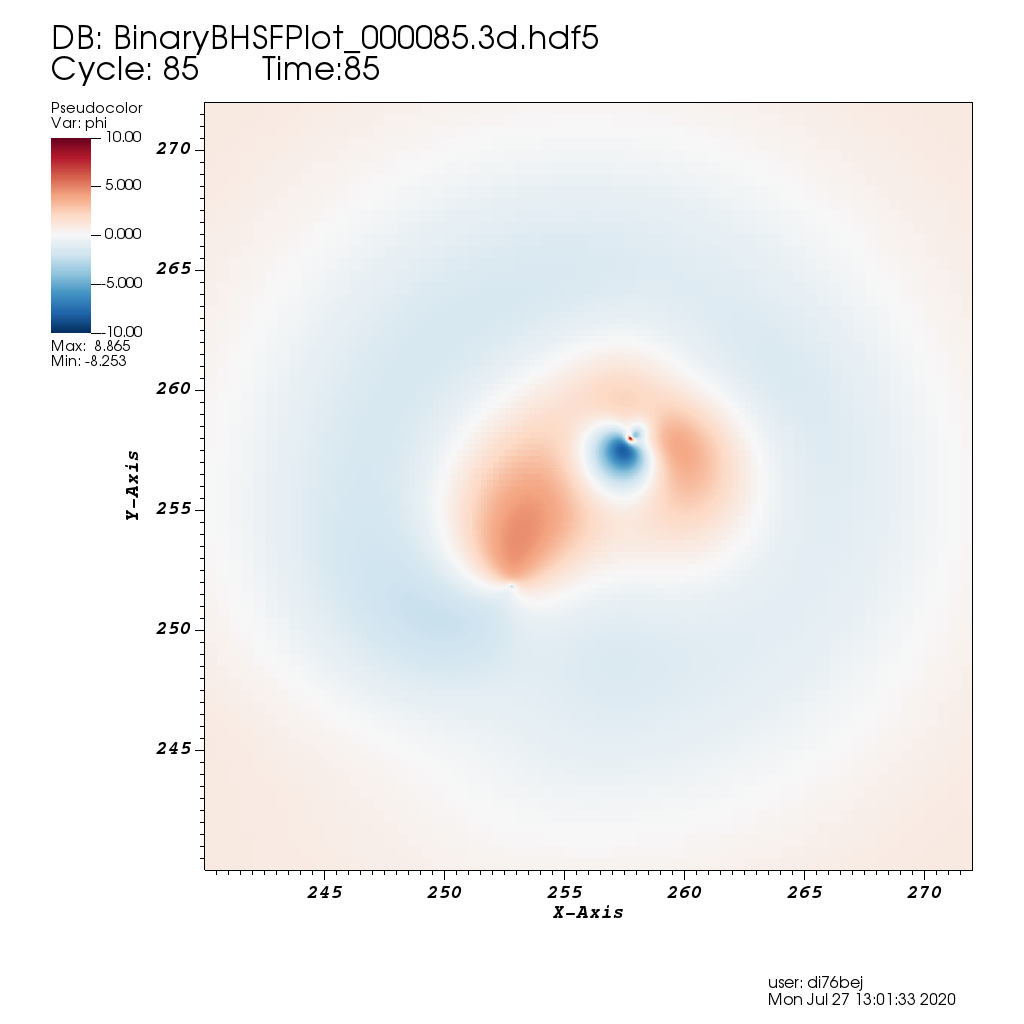 DB: BinaryBHSFPlot_000085.3d.hdf5
Cycle: 85 Time:85
Pseudocolor
Var: phi
10.00
5.000
0.000
-5.000
-10.00
Max: 8.865
Min: -8.253
270
265
260
255
250
245
Y-Axis
245 250 255 260 265 270
X-Axis
user: di76bej
Mon Jul 27 13:01:33 2020